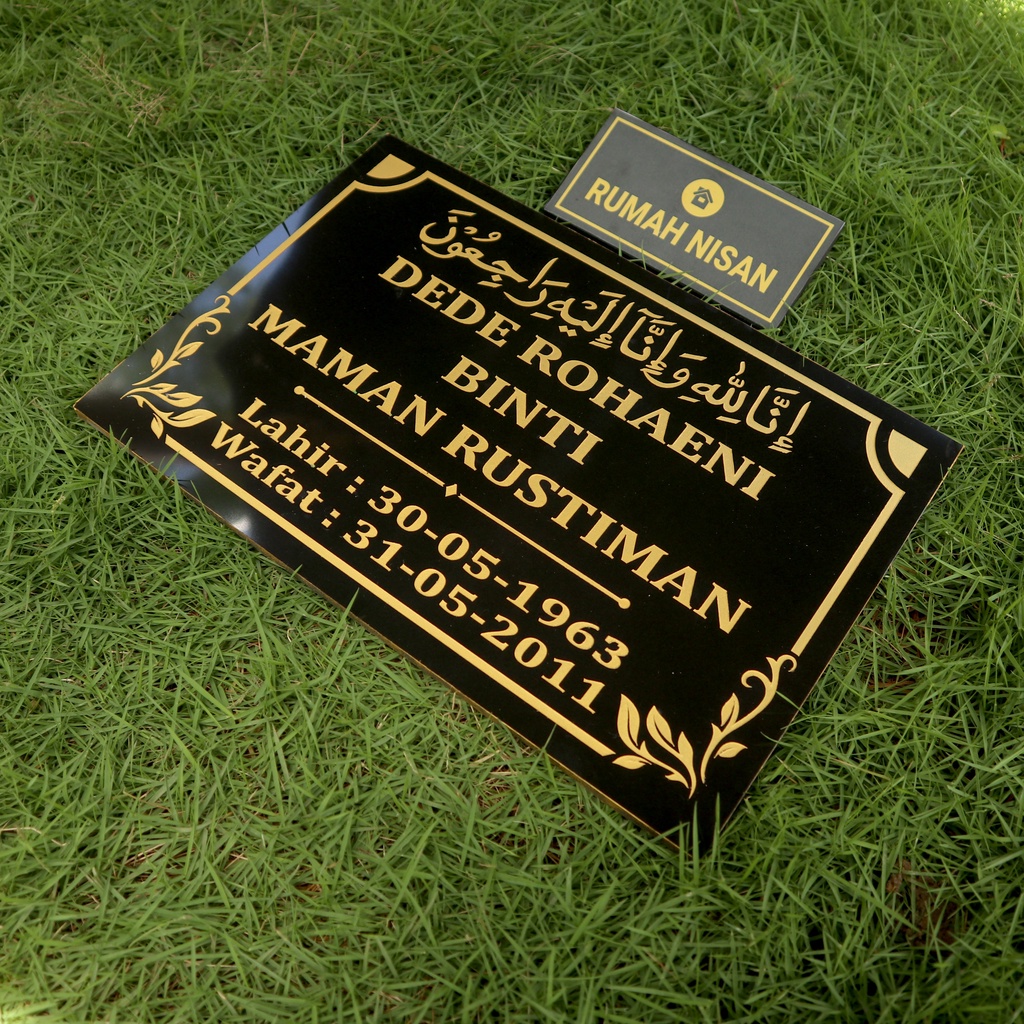 إِنَّا لِلّٰهِ وَإِنَّآ إِلَيْهِ رَاجِعُوْنَ
DEDE ROHAENI
BINTI
MAMAN RUSTIMAN
Lahir : 30-05-1963
Wafat : 31-05-2011
RUMAH NISAN